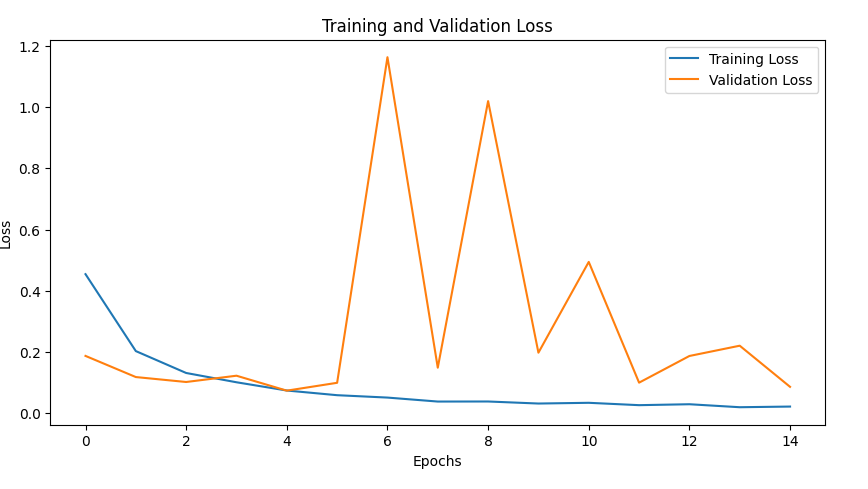 Training and Validation Loss
Training Loss
Validation Loss
1.2
1.0
0.8
0.6
0.4
0.2
0.0
Loss
0 2 4 6 8 10 12 14
Epochs